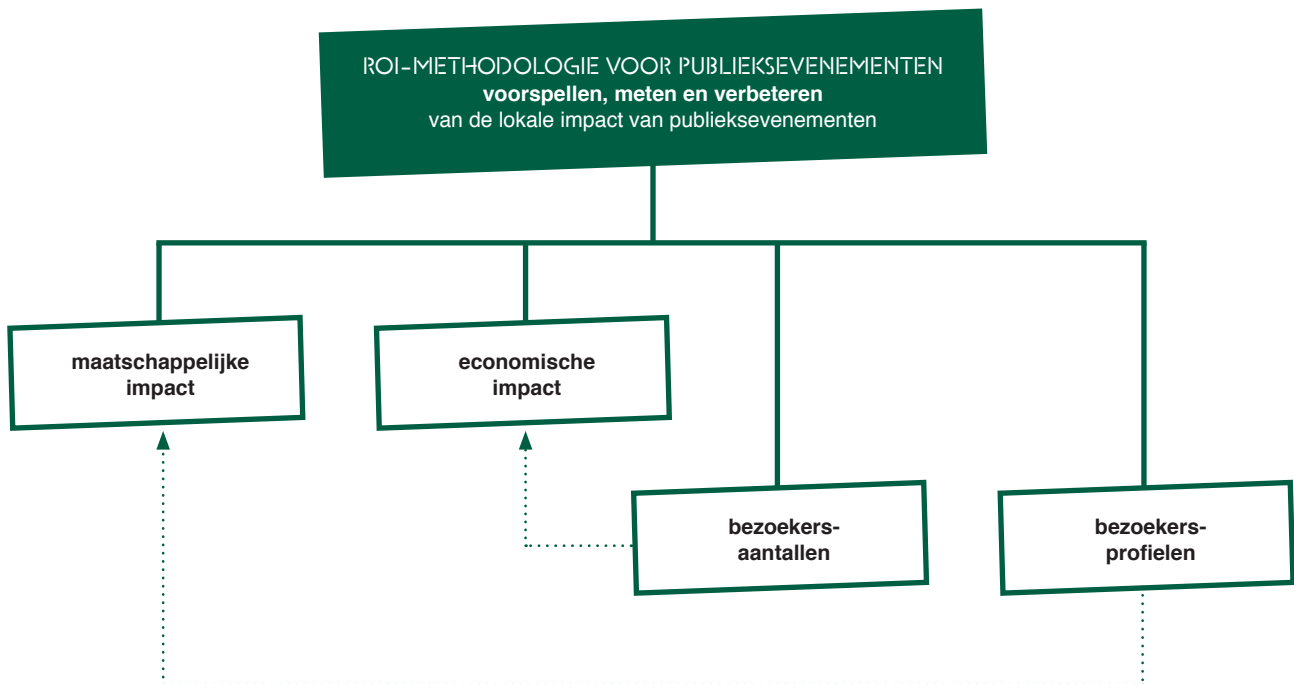 ROI-METHODOLOGIE VOOR PUBLIEKSEVENEMENTEN
voorspellen, meten en verbeteren
van de lokale impact van publieksevenementen
maatschappelijke
impact
economische
impact
bezoekers-
aantallen
bezoekers-
profielen